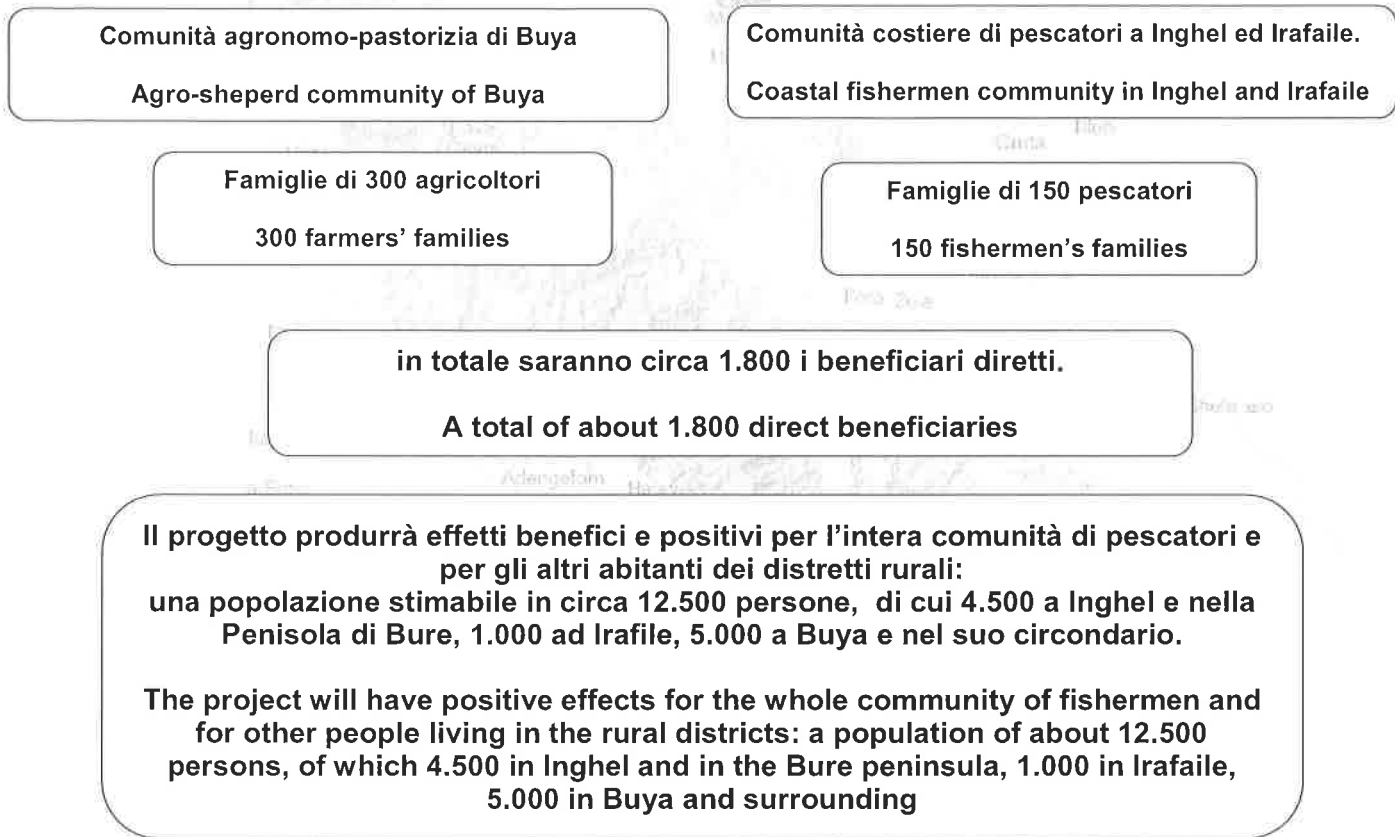 Comunità agronomo-pastorizia di Buya
Agro-sheperd community of Buya
Comunità costiere di pescatori a Inghel ed Irafaile.
Coastal fishermen community in Inghel and Irafaile
Famiglie di 300 agricoltori
300 farmers' families
Famiglie di 150 pescatori
150 fishermen's families
in totale saranno circa 1.800 i beneficiari diretti.
A total of about 1.800 direct beneficiaries
Adengelom
Il progetto produrrà effetti benefici e positivi per l'intera comunità di pescatori e
per gli altri abitanti dei distretti rurali:
una popolazione stimabile in circa 12.500 persone, di cui 4.500 a Inghel e nella
Penisola di Bure, 1.000 ad Irafile, 5.000 a Buya e nel suo circondario.
The project will have positive effects for the whole community of fishermen and
for other people living in the rural districts: a population of about 12.500
persons, of which 4.500 in Inghel and in the Bure peninsula, 1.000 in Irafaile,
5.000 in Buya and surrounding